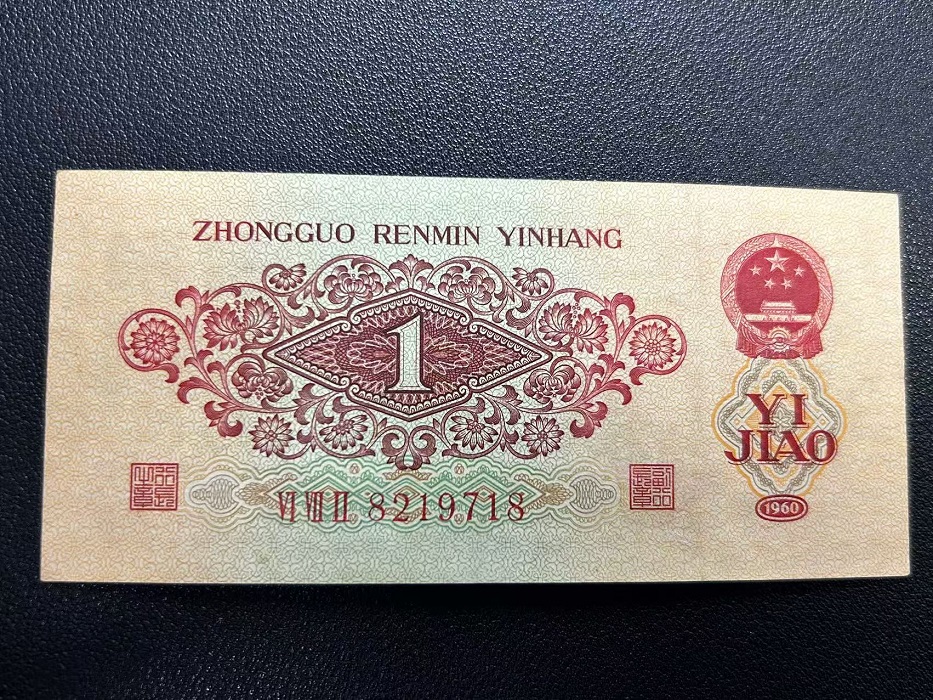 ZHONGGUO RENMIN YINHANG
1
YI
JIAO
VI VIII II 8219718
1960